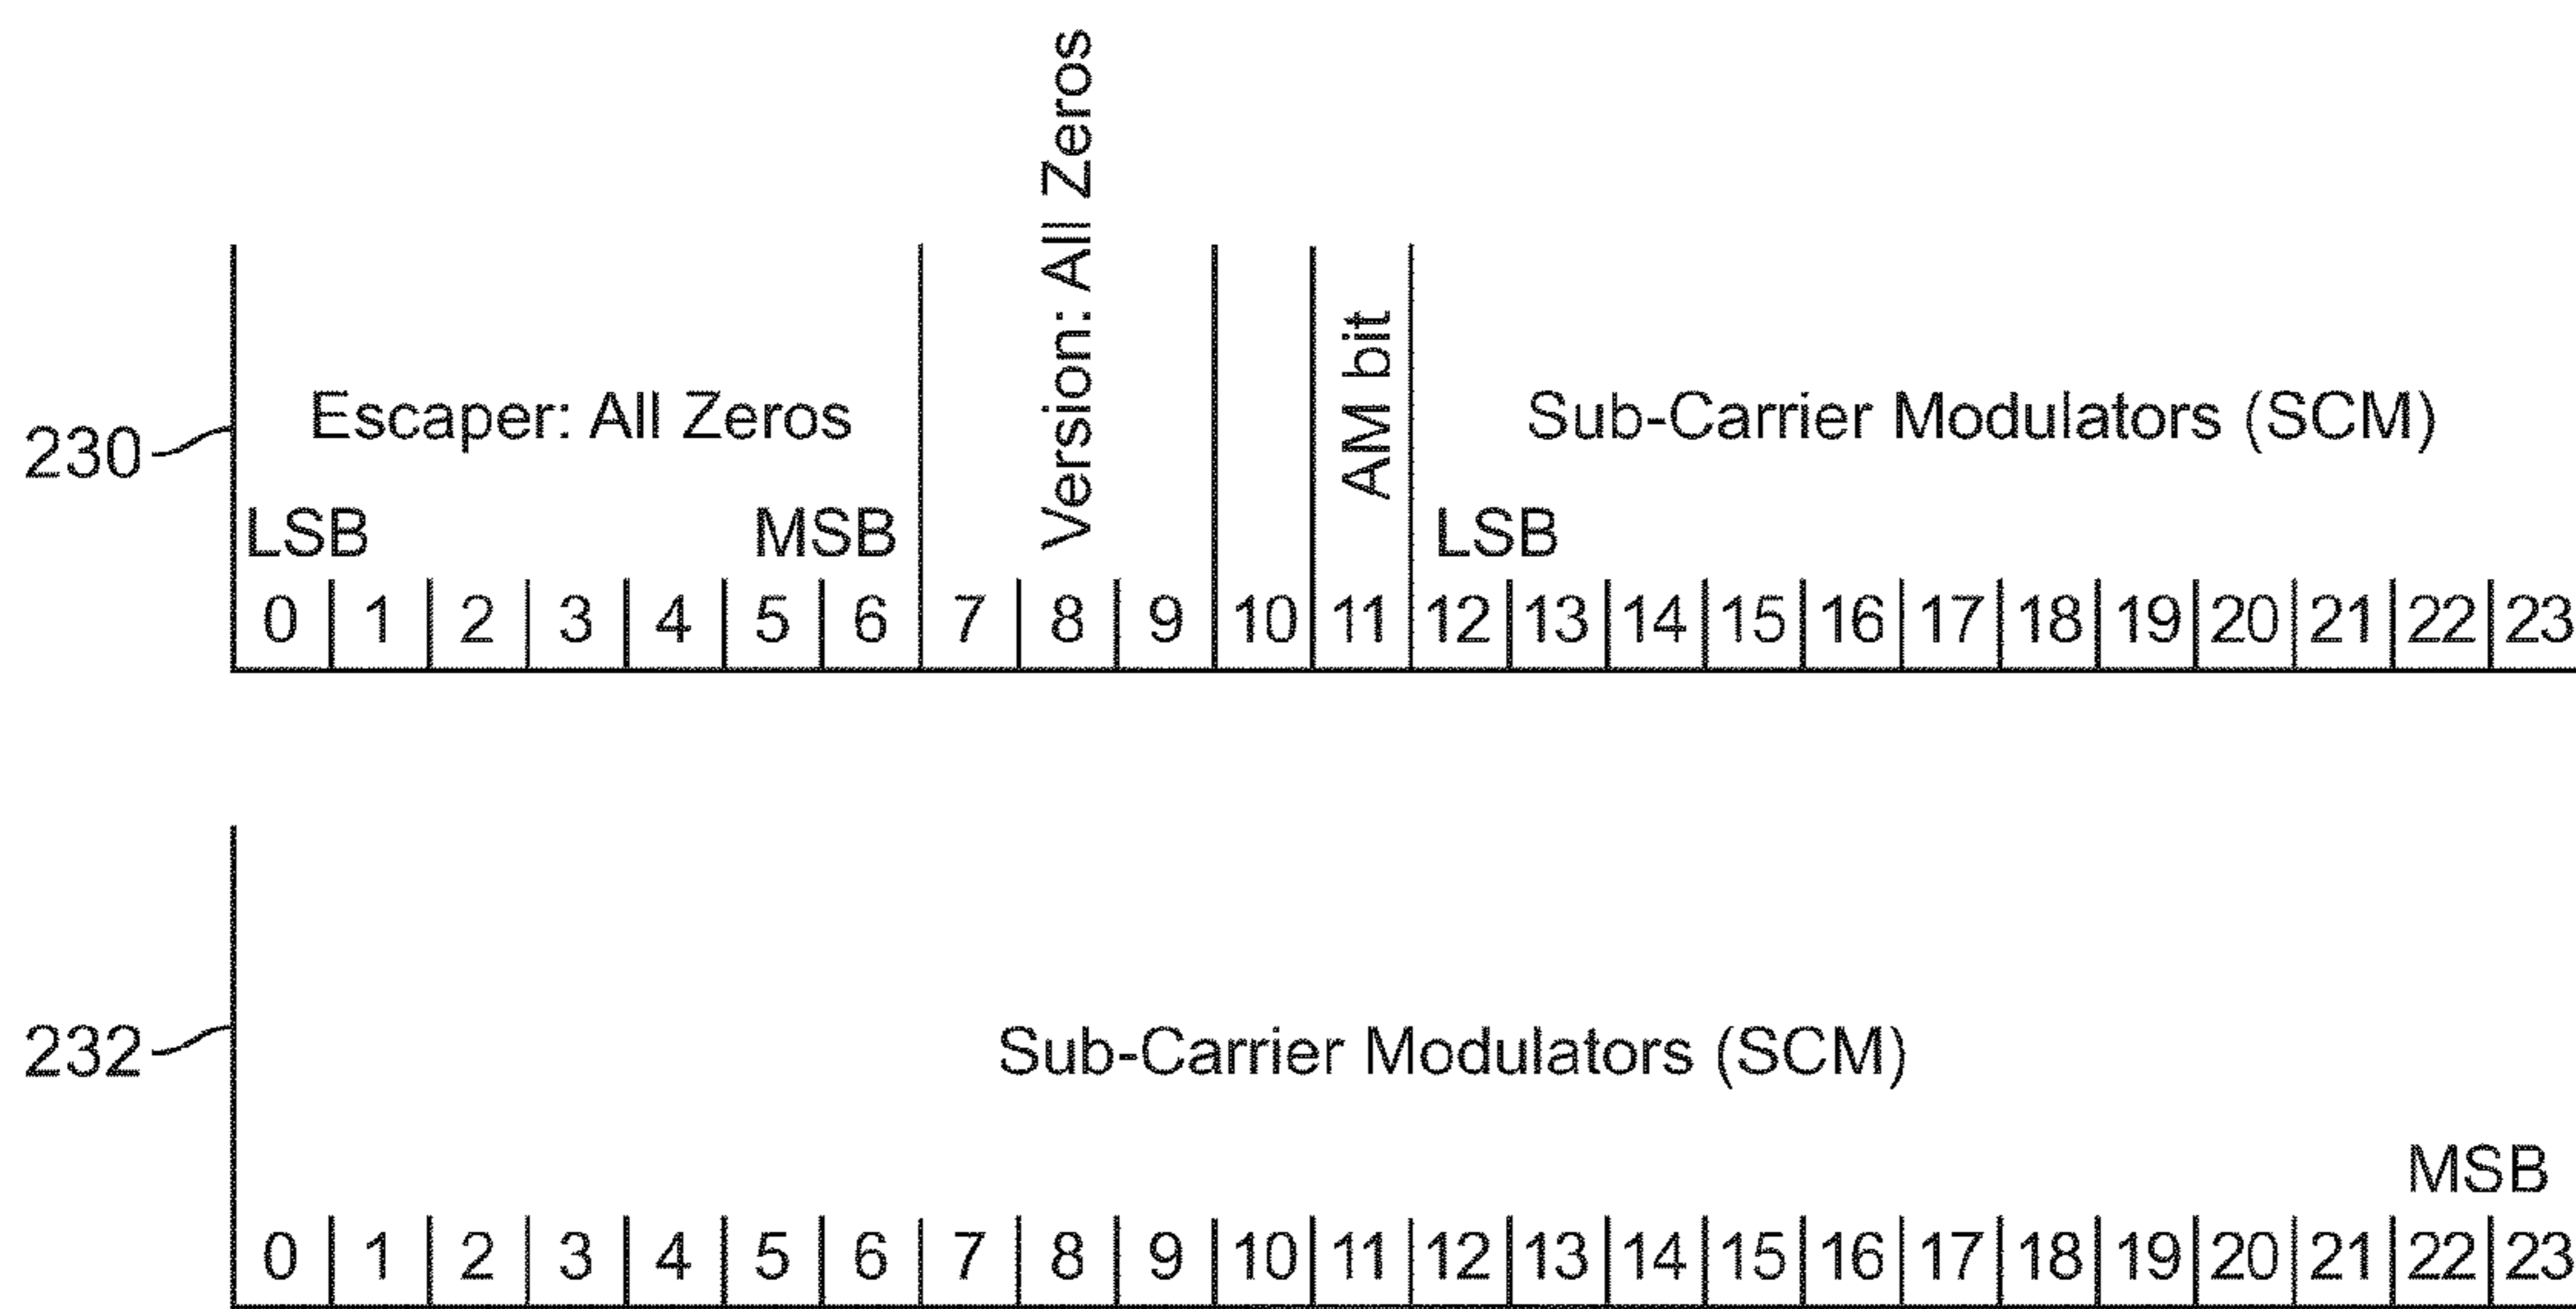 Version: All Zeros
AM bit
230
Escaper: All Zeros
Sub-Carrier Modulators (SCM)
LSB MSB LSB
0 1 2 3 4 5 6 7 8 9 10 11 12 13 14 15 16 17 18 19 20 21 22 23
232
Sub-Carrier Modulators (SCM)
MSB
0 1 2 3 4 5 6 7 8 9 10 11 12 13 14 15 16 17 18 19 20 21 22 23